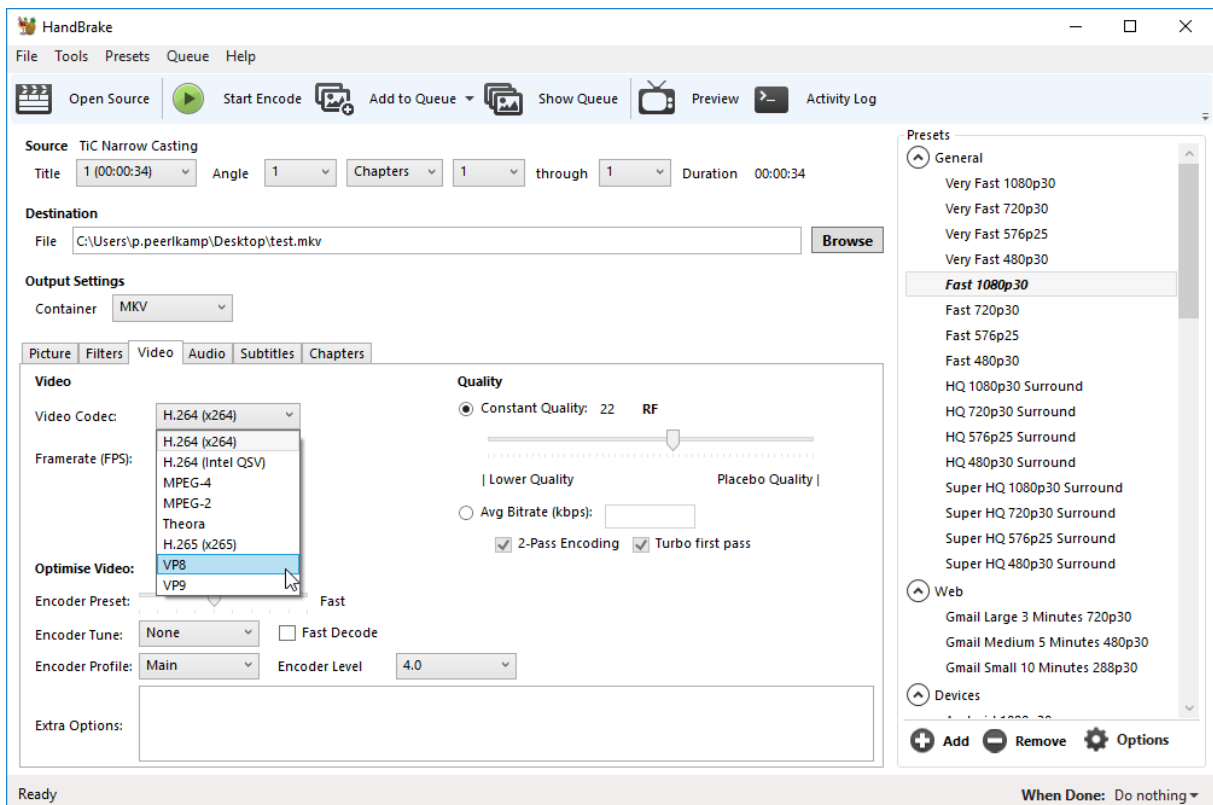 HandBrake
File Tools Presets Queue Help
Open Source Start Encode Add to Queue Show Queue Preview Activity Log
Source TiC Narrow Casting
Title 1 (00:00:34) Angle 1 Chapters 1 through 1 Duration 00:00:34
Destination
File C:\Users\p.peerlkamp\Desktop\test.mkv Browse
Output Settings
Container MKV
Picture Filters Video Audio Subtitles Chapters
Video
Video Codec: H.264 (x264)
H.264 (x264)
H.264 (Intel QSV)
MPEG-4
MPEG-2
Theora
H.265 (x265)
VP8
VP9
Framerate (FPS):
Quality
Constant Quality: 22 RF
| Lower Quality Placebo Quality |
Avg Bitrate (kbps):
2-Pass Encoding Turbo first pass
Optimise Video:
Encoder Preset: Fast
Encoder Tune: None Fast Decode
Encoder Profile: Main Encoder Level 4.0
Extra Options:
Presets
General
Very Fast 1080p30
Very Fast 720p30
Very Fast 576p25
Very Fast 480p30
Fast 1080p30
Fast 720p30
Fast 576p25
Fast 480p30
HQ 1080p30 Surround
HQ 720p30 Surround
HQ 576p25 Surround
HQ 480p30 Surround
Super HQ 1080p30 Surround
Super HQ 720p30 Surround
Super HQ 576p25 Surround
Super HQ 480p30 Surround
Web
Gmail Large 3 Minutes 720p30
Gmail Medium 5 Minutes 480p30
Gmail Small 10 Minutes 288p30
Devices
Add Remove Options
Ready When Done: Do nothing